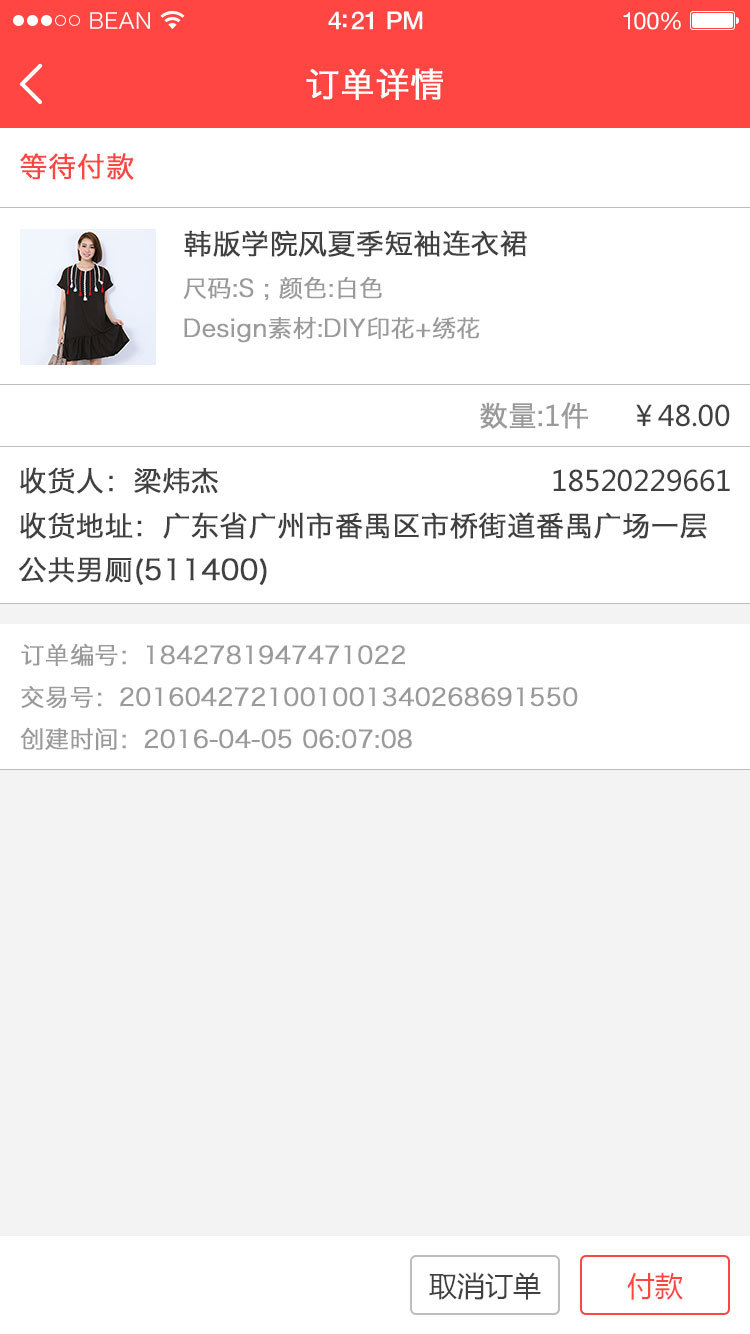 BEAN 4:21 PM 100%
订单详情
等待付款
韩版学院风夏季短袖连衣裙
尺码:S ; 颜色:白色
Design素材:DIY印花+绣花
数量:1件 ¥48.00
收货人：梁炜杰 18520229661
收货地址：广东省广州市番禺区市桥街道番禺广场一层
公共男厕(511400)
订单编号：1842781947471022
交易号：2016042721001001340268691550
创建时间：2016-04-05 06:07:08
取消订单 付款